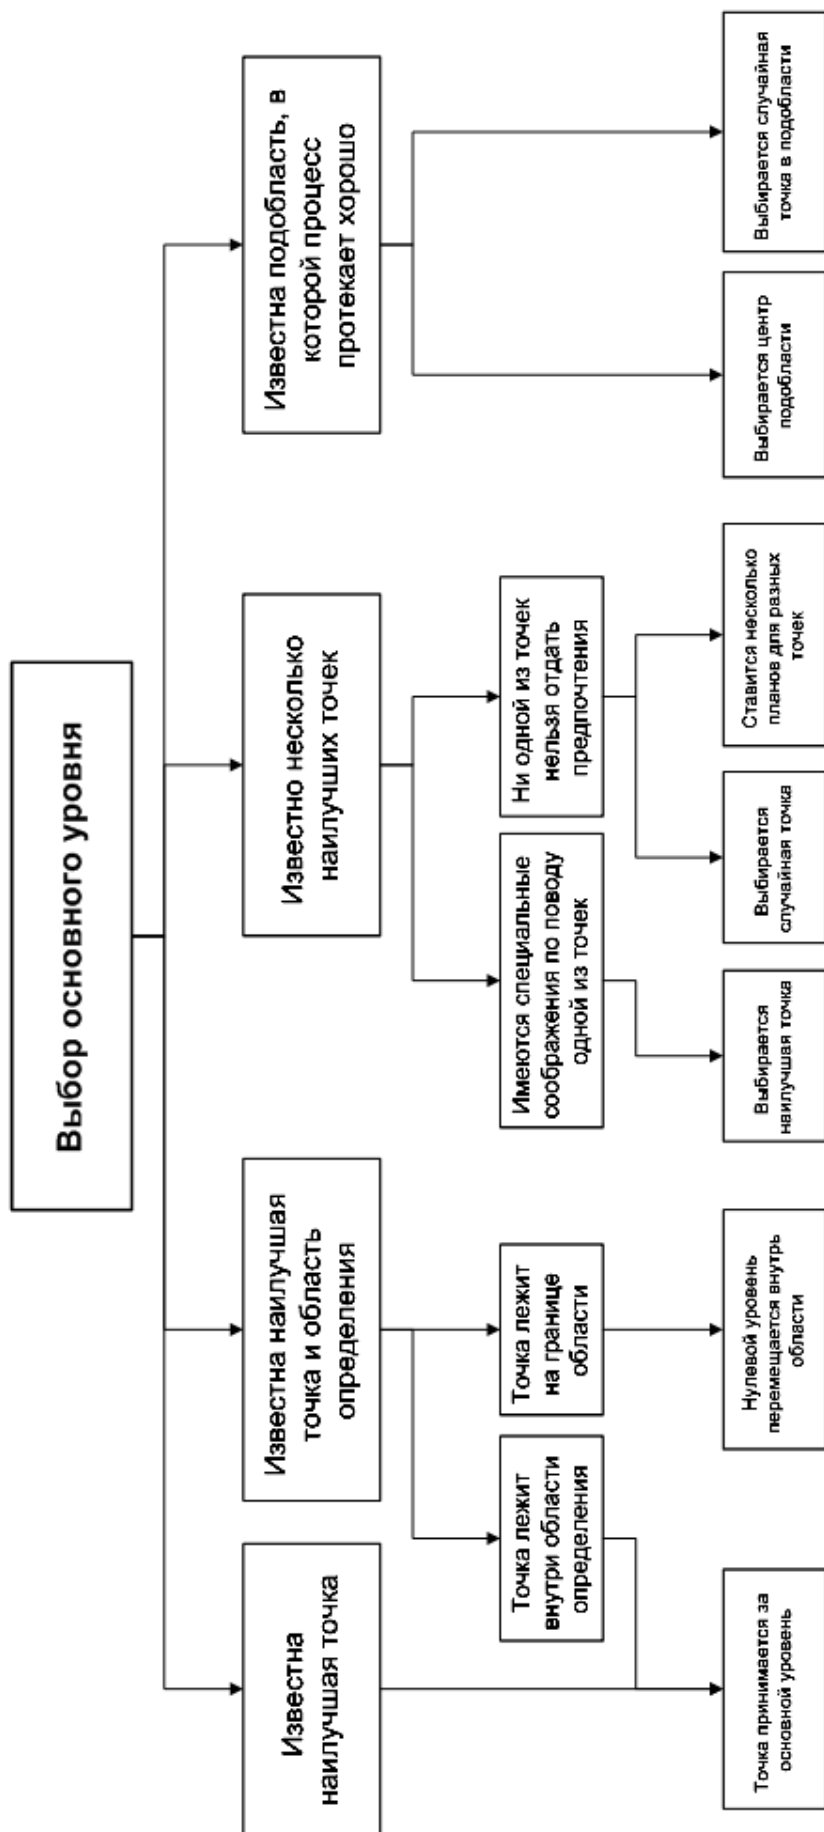 Выбор основного уровня
Известна
наилучшая точка
Известна наилучшая
точка и область
определения
Известно несколько
наилучших точек
Известна подобласть, в
которой процесс
протекает хорошо
Точка лежит
внутри области
определения
Точка лежит
на границе
области
Имеются специальные
соображения по поводу
одной из точек
Ни одной из точек
нельзя отдать
предпочтения
Точка принимается за
основной уровень
Нулевой уровень
перемещается внутрь
области
Выбирается
наилучшая точка
Выбирается
случайная точка
Ставится несколько
планов для разных
точек
Выбирается центр
подобласти
Выбирается случайная
точка в подобласти